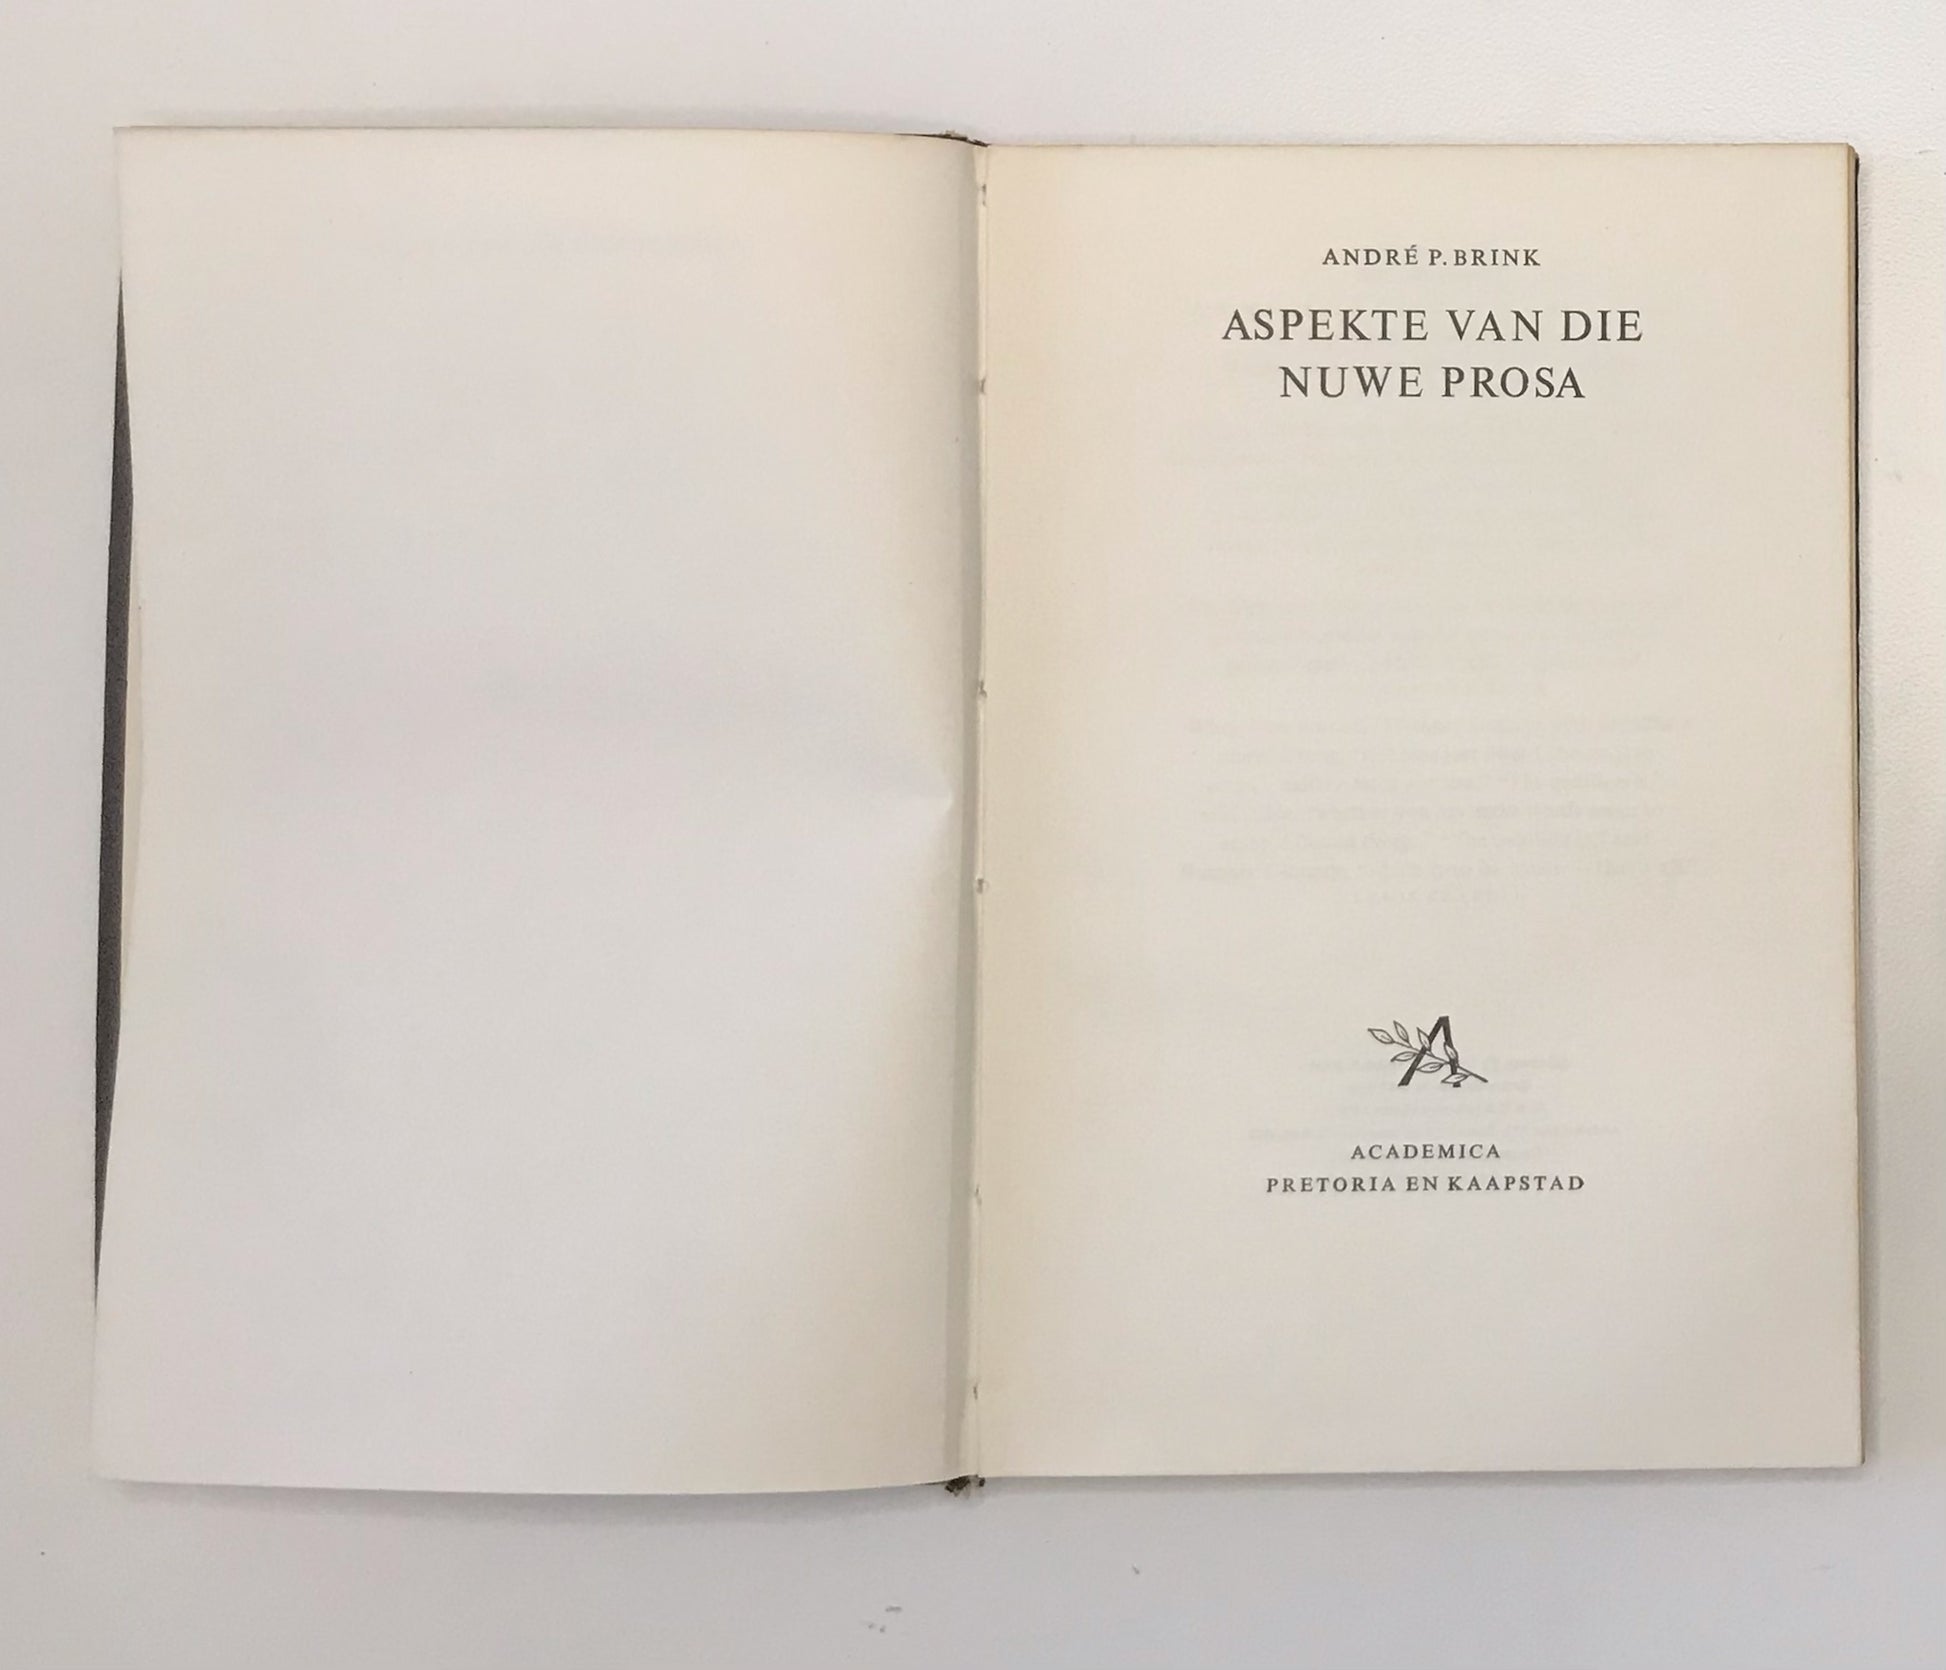 ANDRÉ P. BRINK
ASPEKTE VAN DIE
NUWE PROSA
A
ACADEMICA
PRETORIA EN KAAPSTAD